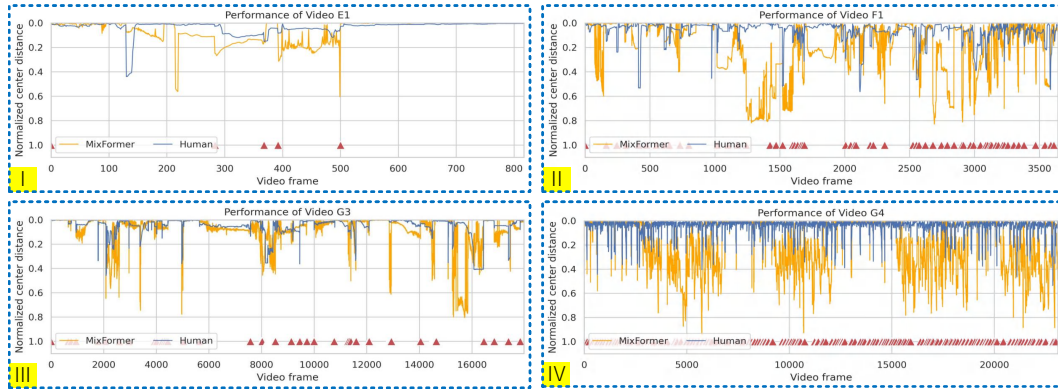 Performance of Video E1
Normalized center distance
0.0
0.2
0.4
0.6
0.8
1.0
MixFormer Human
0 100 200 300 400 500 600 700 800
Video frame
I
Performance of Video F1
Normalized center distance
0.0
0.2
0.4
0.6
0.8
1.0
MixFormer Human
0 500 1000 1500 2000 2500 3000 3500
Video frame
II
Performance of Video G3
Normalized center distance
0.0
0.2
0.4
0.6
0.8
1.0
MixFormer Human
0 2000 4000 6000 8000 10000 12000 14000 16000
Video frame
III
Performance of Video G4
Normalized center distance
0.0
0.2
0.4
0.6
0.8
1.0
MixFormer Human
0 5000 10000 15000 20000
Video frame
IV